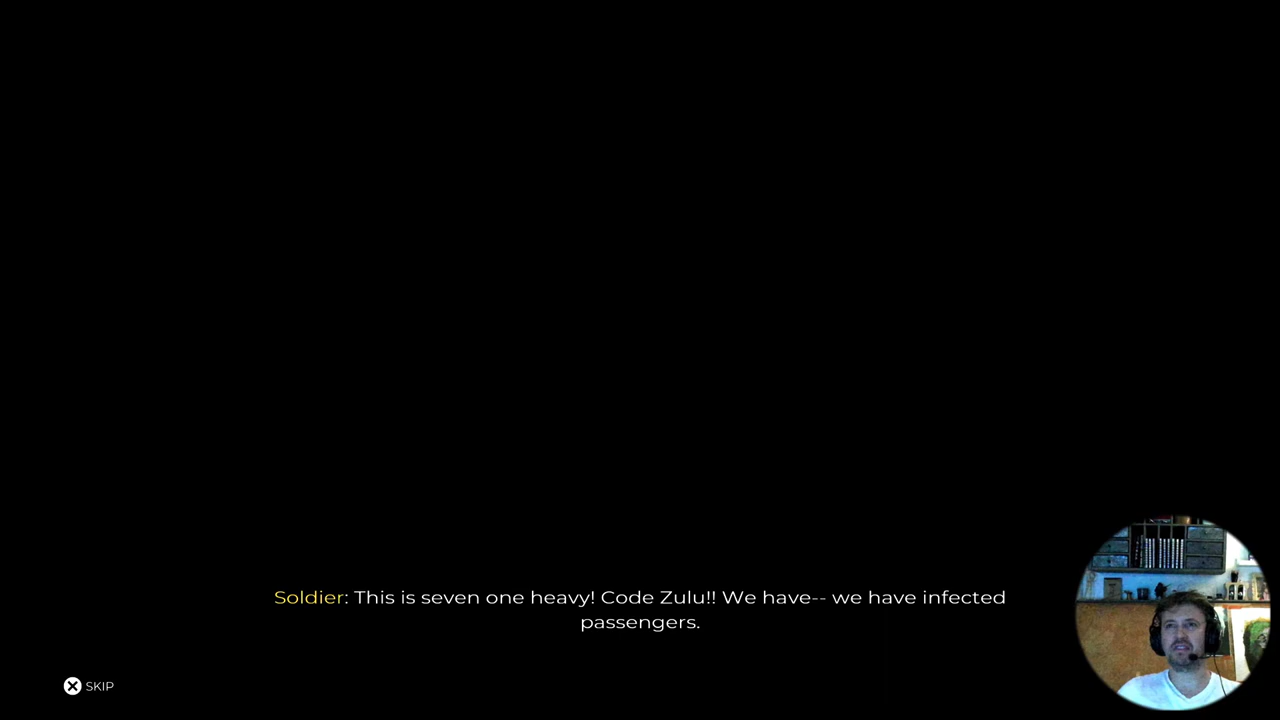 Soldier: This is seven one heavy! Code Zulu!! We have-- we have infected
passengers.
SKIP